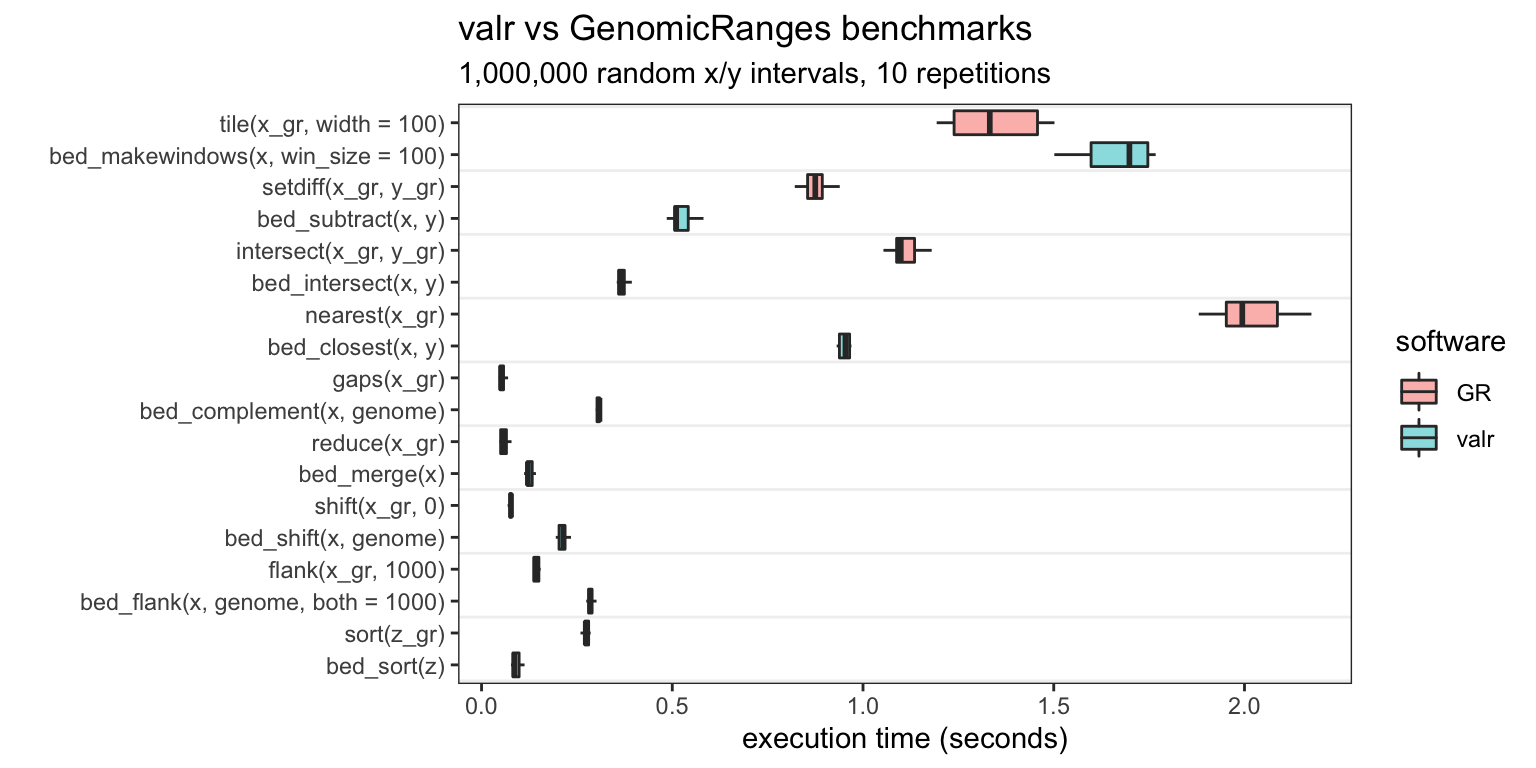 valr vs GenomicRanges benchmarks
1,000,000 random x/y intervals, 10 repetitions
tile(x_gr, width = 100)
bed_makewindows(x, win_size = 100)
setdiff(x_gr, y_gr)
bed_subtract(x, y)
intersect(x_gr, y_gr)
bed_intersect(x, y)
nearest(x_gr)
bed_closest(x, y)
gaps(x_gr)
bed_complement(x, genome)
reduce(x_gr)
bed_merge(x)
shift(x_gr, 0)
bed_shift(x, genome)
flank(x_gr, 1000)
bed_flank(x, genome, both = 1000)
sort(z_gr)
bed_sort(z)
0.0 0.5 1.0 1.5 2.0
execution time (seconds)
software
GR
valr